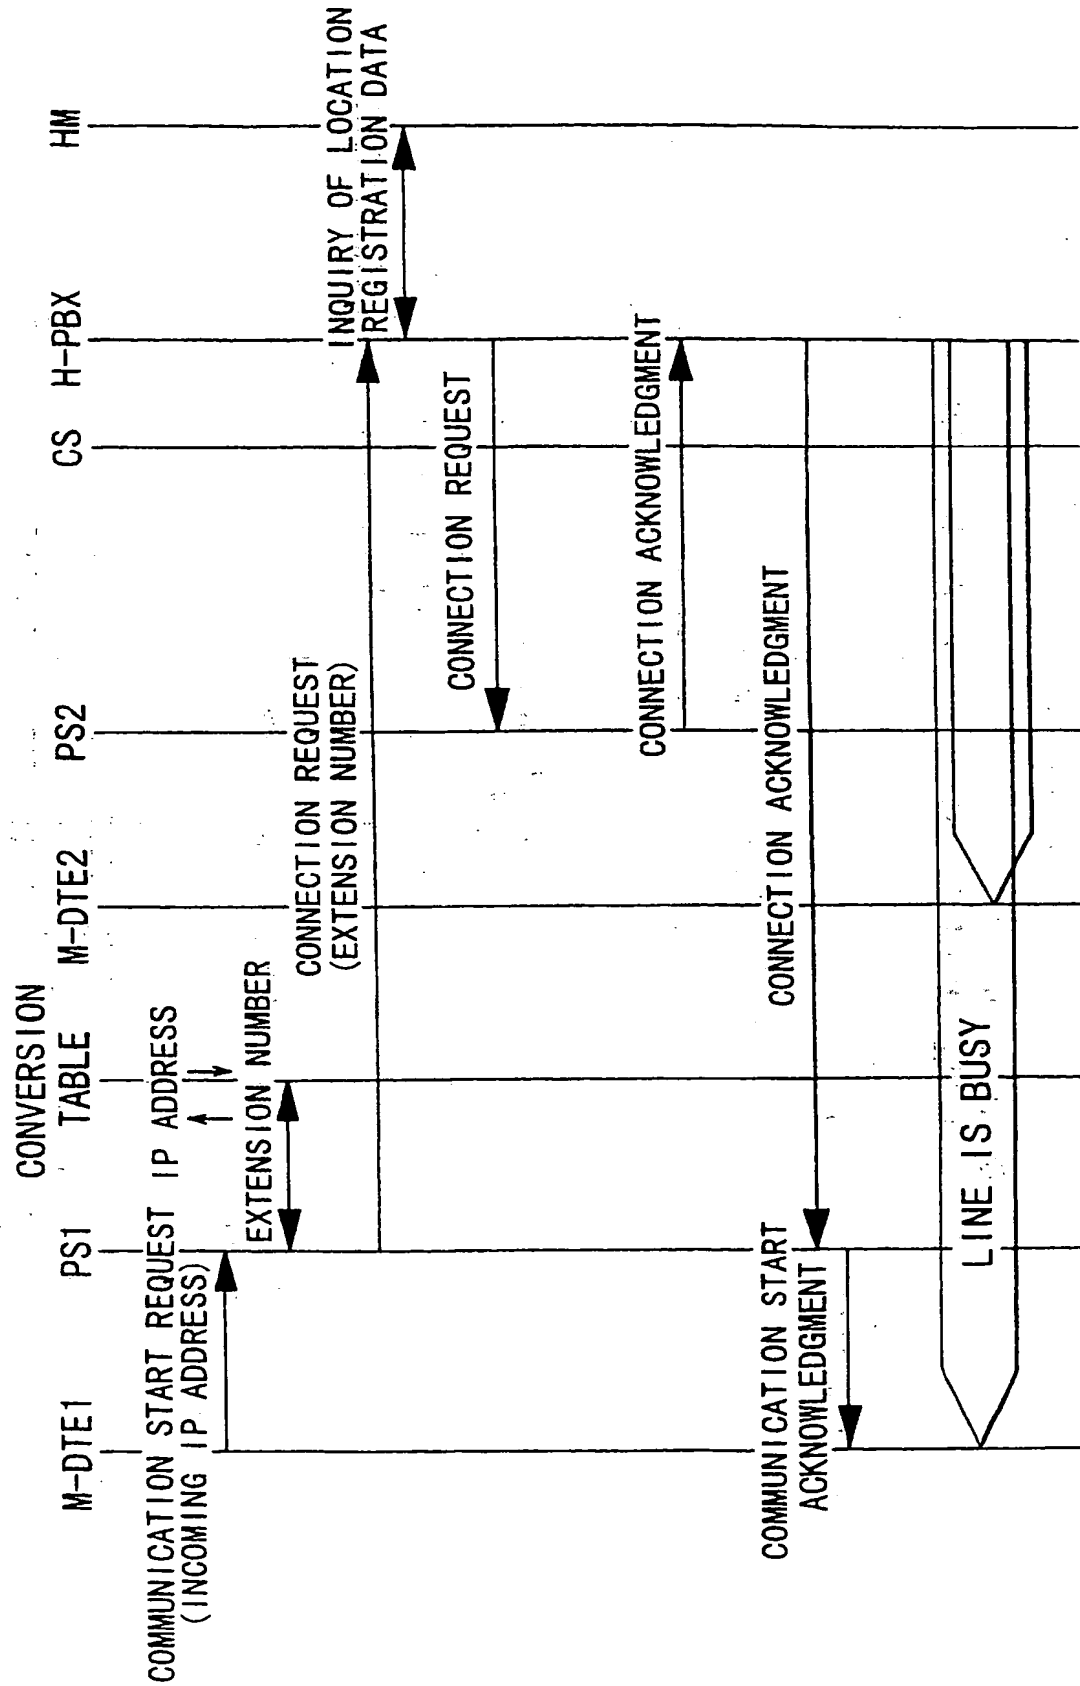 M-DTE1
PS1
CONVERSION
TABLE
M-DTE2
PS2
CS
H-PBX
HM
COMMUNICATION START REQUEST
(INCOMING IP ADDRESS)
IP ADDRESS
EXTENSION NUMBER
CONNECTION REQUEST
(EXTENSION NUMBER)
INQUIRY OF LOCATION
REGISTRATION DATA
CONNECTION REQUEST
CONNECTION ACKNOWLEDGMENT
CONNECTION ACKNOWLEDGMENT
COMMUNICATION START
ACKNOWLEDGMENT
LINE IS BUSY